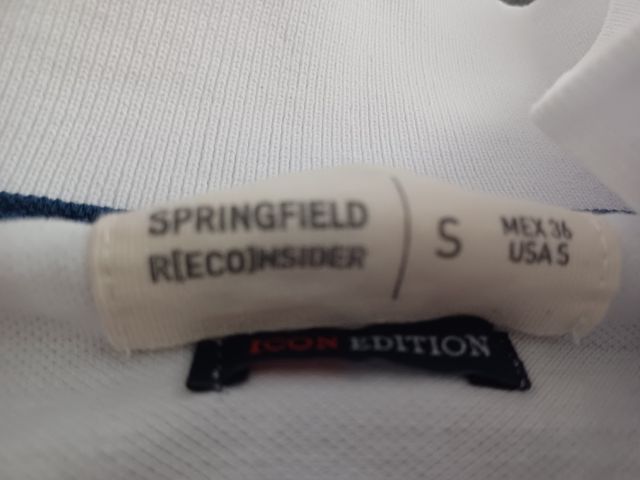 SPRINGFIELD
R[ECO]NSIDER
S
MEX 36
USA S
ICON EDITION